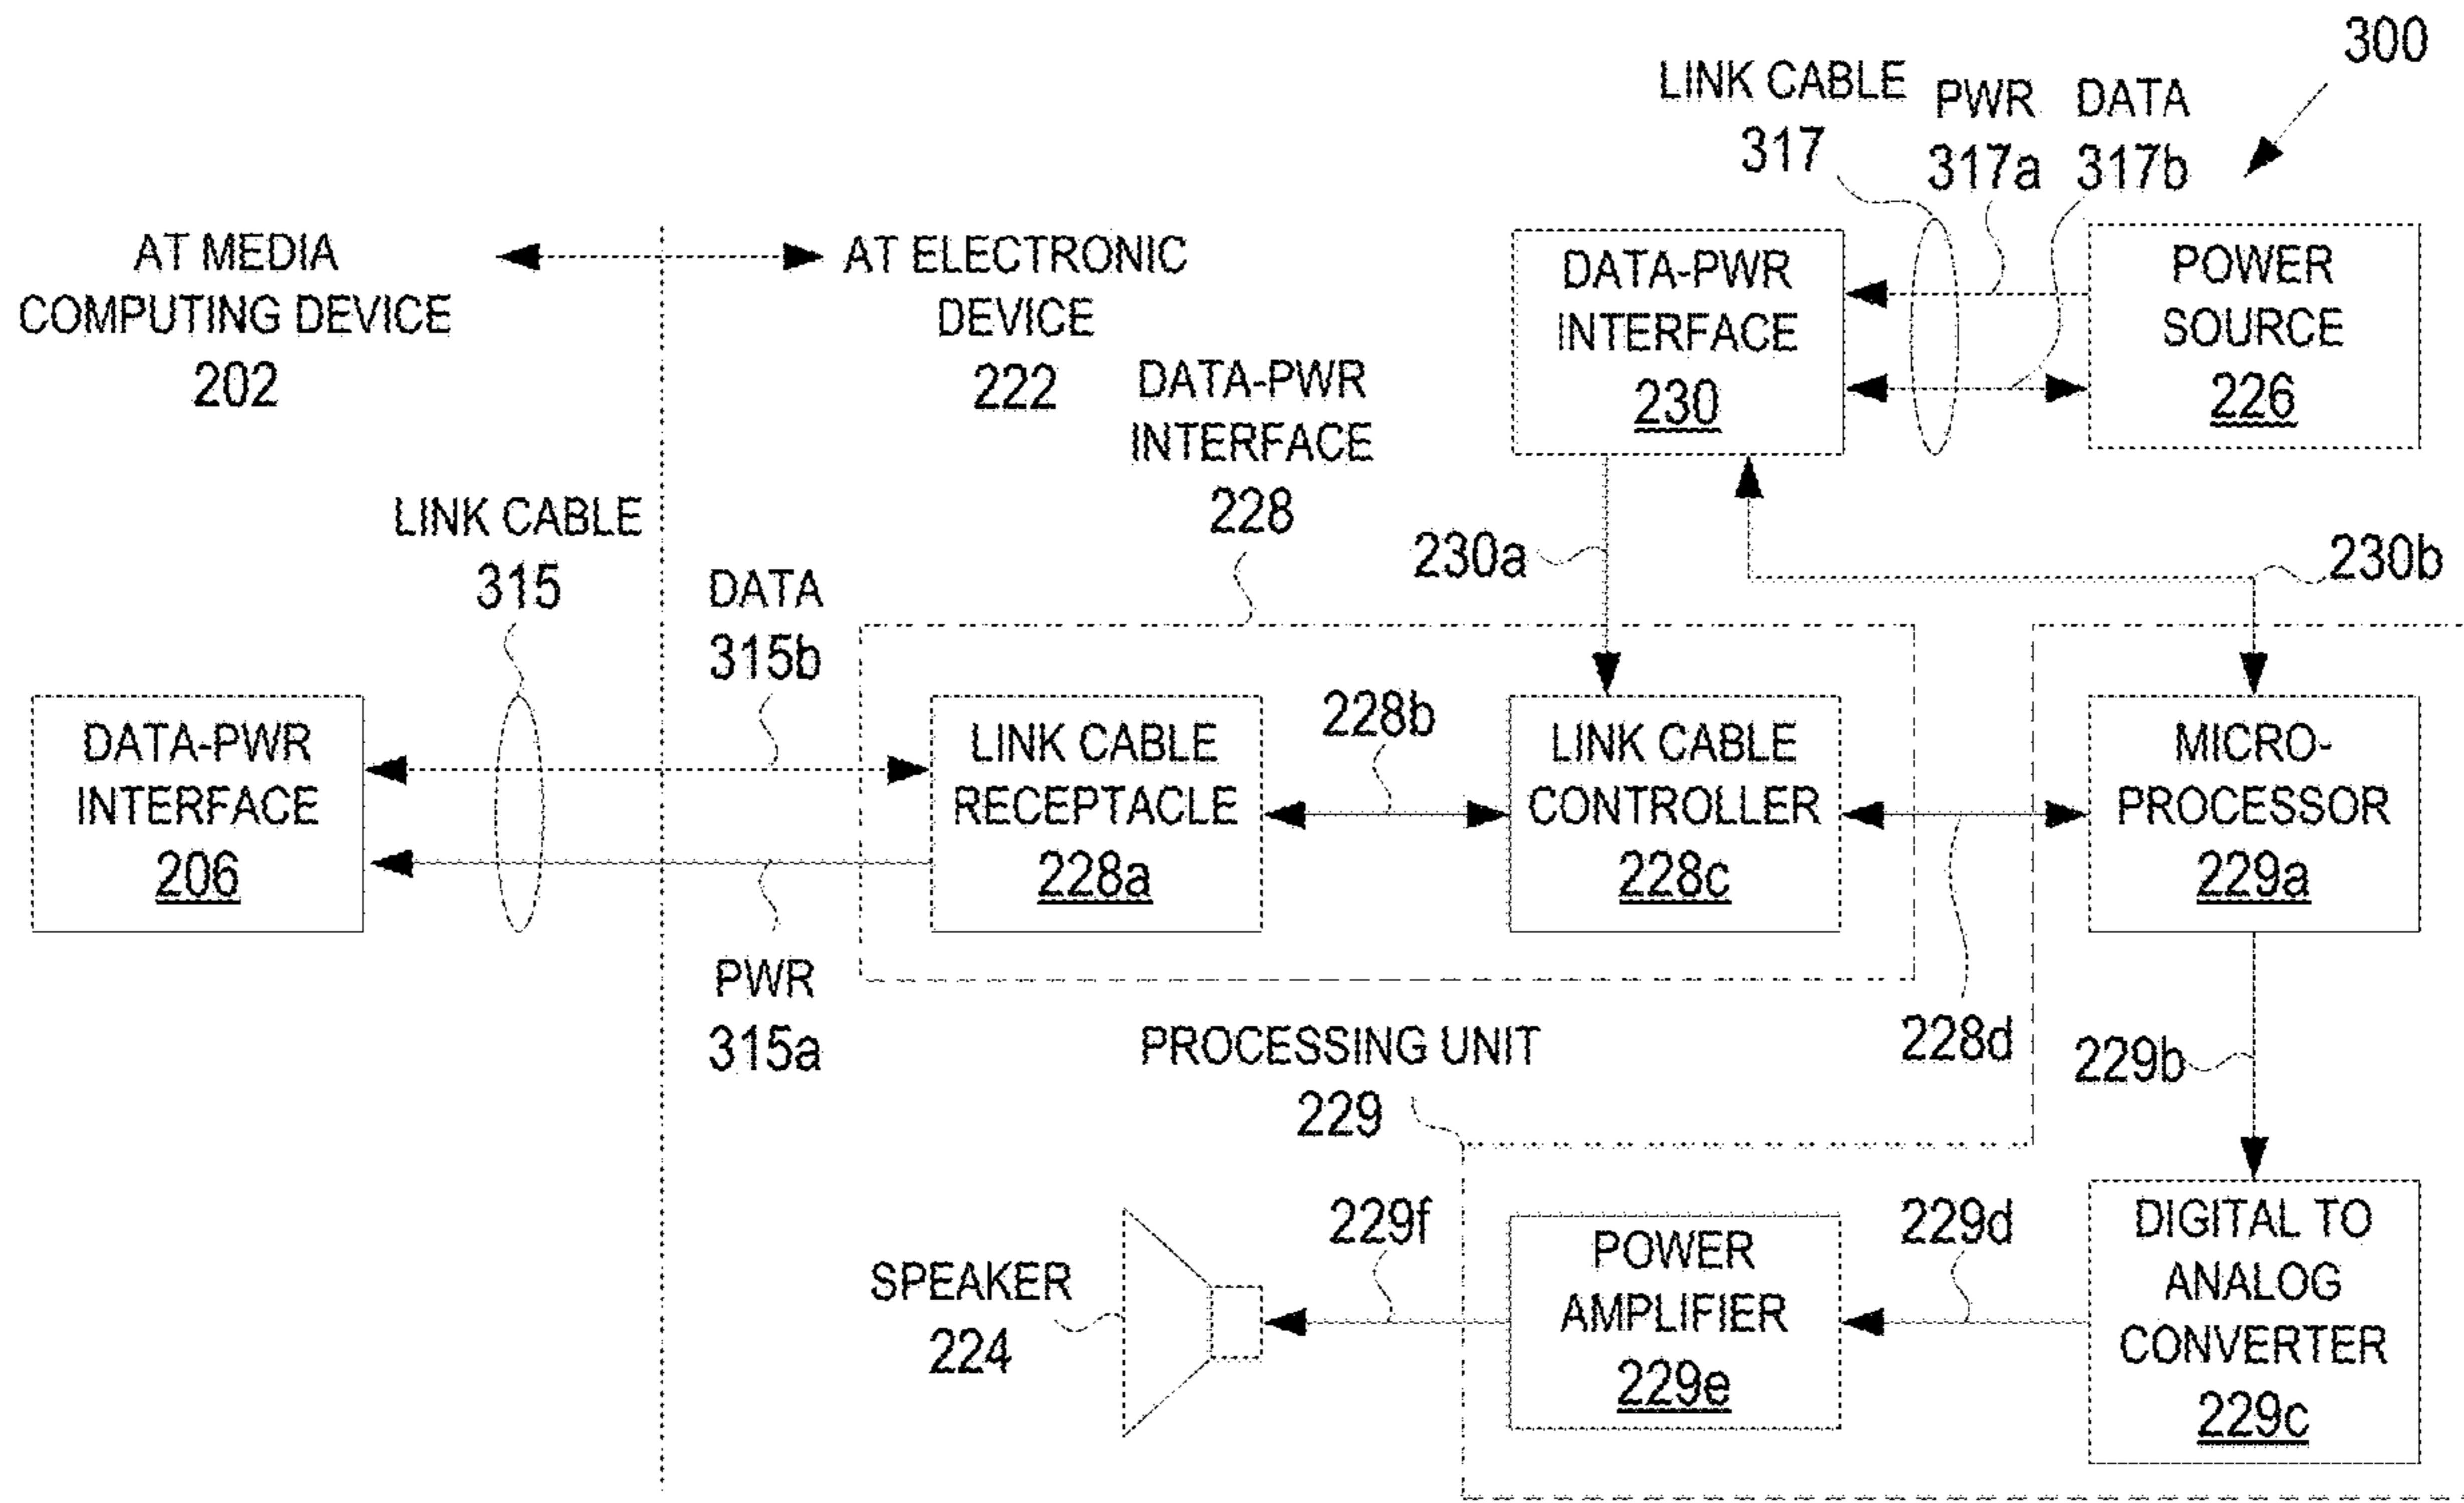 300
LINK CABLE
317
PWR
317a
DATA
317b
AT MEDIA
COMPUTING DEVICE
202
AT ELECTRONIC
DEVICE
222
DATA-PWR
INTERFACE
228
DATA-PWR
INTERFACE
230
POWER
SOURCE
226
LINK CABLE
315
DATA
315b
230a
230b
DATA-PWR
INTERFACE
206
LINK CABLE
RECEPTACLE
228a
228b
LINK CABLE
CONTROLLER
228c
MICRO-
PROCESSOR
229a
PWR
315a
PROCESSING UNIT
229
228d
229b
SPEAKER
224
229f
POWER
AMPLIFIER
229e
229d
DIGITAL TO
ANALOG
CONVERTER
229c